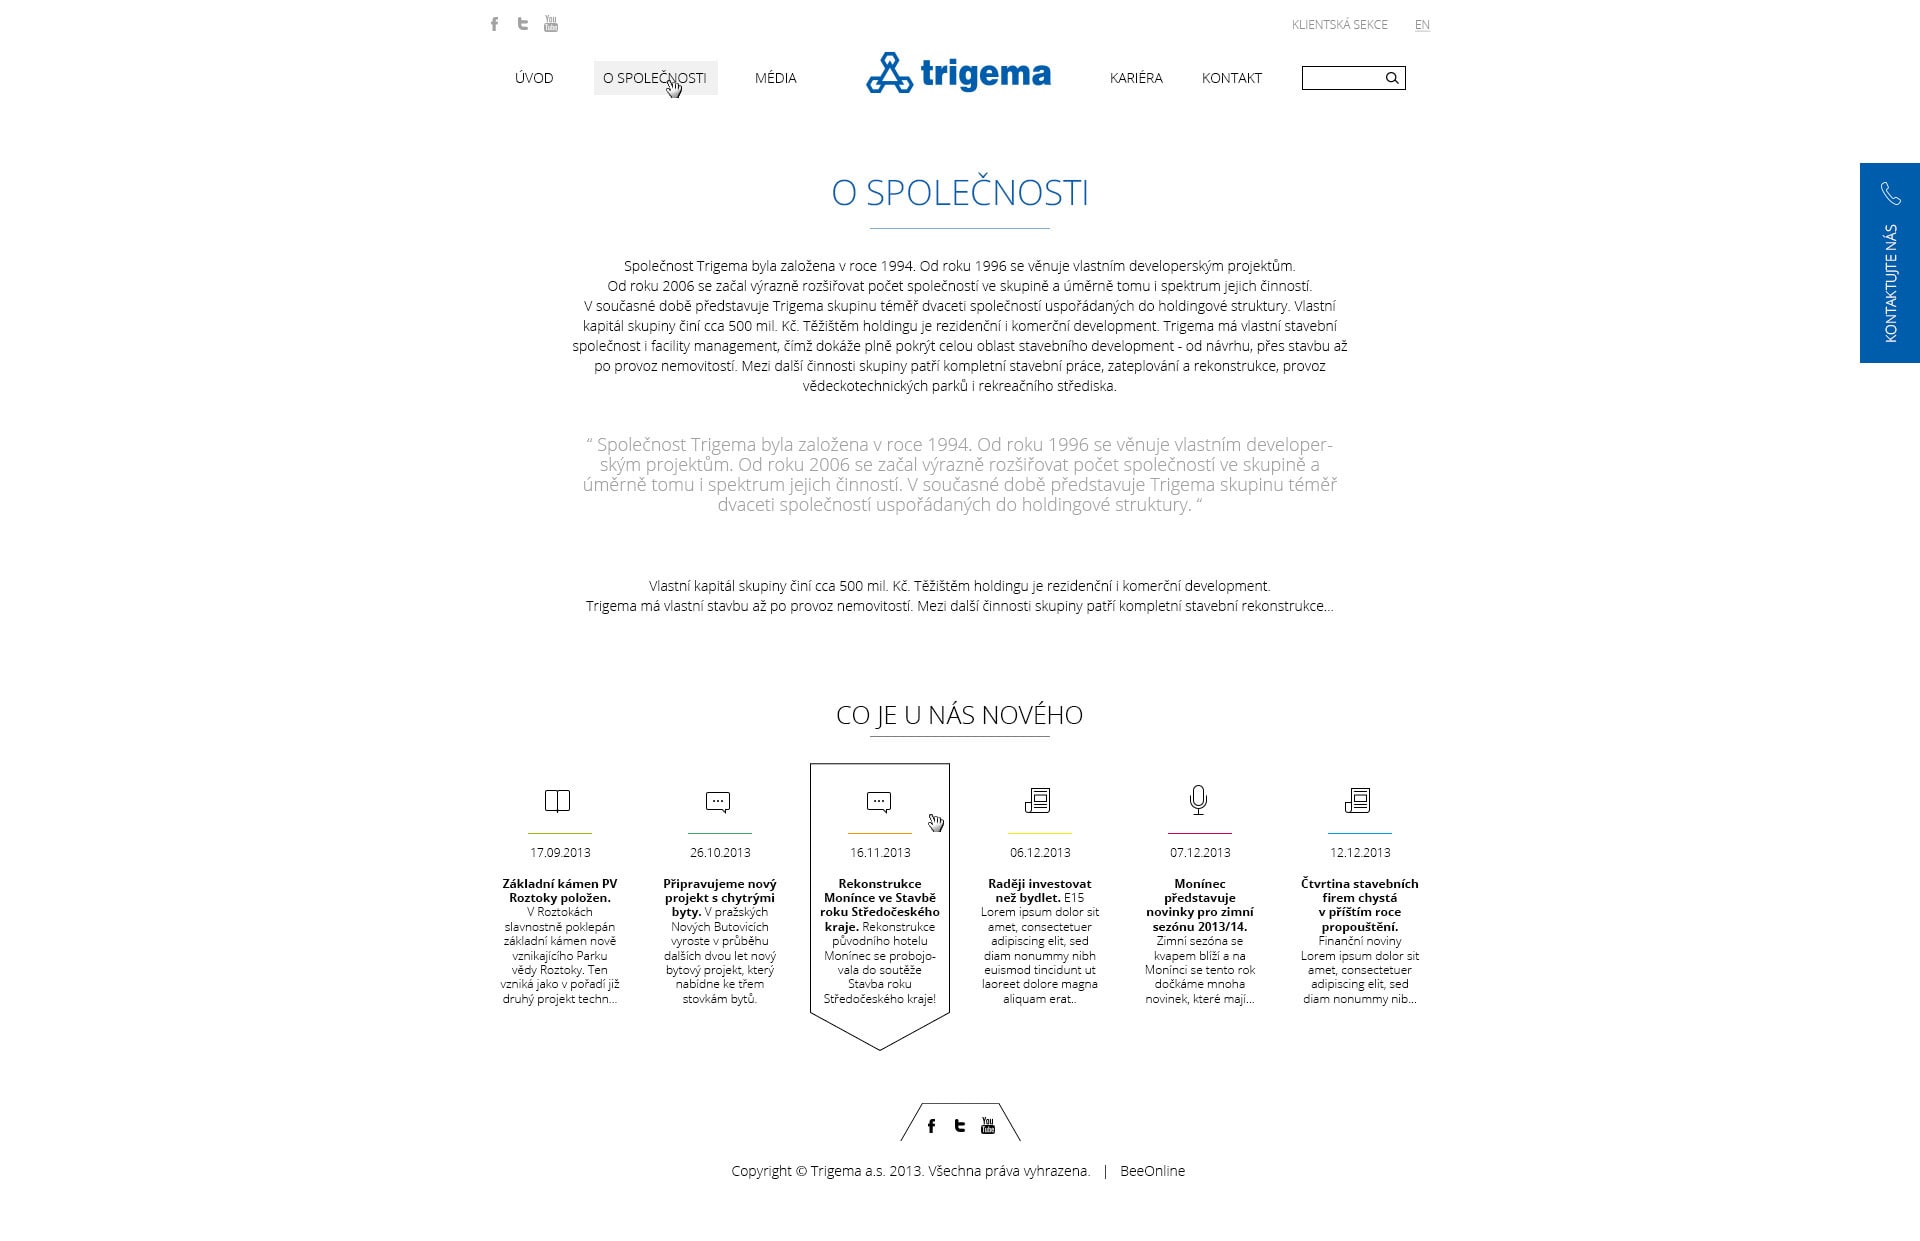 KLIENTSKÁ SEKCE EN
ÚVOD O SPOLEČNOSTI MÉDIA trigema KARIÉRA KONTAKT
KONTAKTUJTE NÁS
O SPOLEČNOSTI
Společnost Trigema byla založena v roce 1994. Od roku 1996 se věnuje vlastním developerským projektům.
Od roku 2006 se začal výrazně rozšiřovat počet společností ve skupině a úměrně tomu i spektrum jejich činností.
V současné době představuje Trigema skupinu téměř dvaceti společností uspořádaných do holdingové struktury. Vlastní
kapitál skupiny činí cca 500 mil. Kč. Těžištěm holdingu je rezidenční i komerční development. Trigema má vlastní stavební
společnost i facility management, čímž dokáže plně pokrýt celou oblast stavebního development - od návrhu, přes stavbu až
po provoz nemovitostí. Mezi další činnosti skupiny patří kompletní stavební práce, zateplování a rekonstrukce, provoz
vědeckotechnických parků i rekreačního střediska.
“ Společnost Trigema byla založena v roce 1994. Od roku 1996 se věnuje vlastním developer-
ským projektům. Od roku 2006 se začal výrazně rozšiřovat počet společností ve skupině a
úměrně tomu i spektrum jejich činností. V současné době představuje Trigema skupinu téměř
dvaceti společností uspořádaných do holdingové struktury. “
Vlastní kapitál skupiny činí cca 500 mil. Kč. Těžištěm holdingu je rezidenční i komerční development.
Trigema má vlastní stavbu až po provoz nemovitostí. Mezi další činnosti skupiny patří kompletní stavební rekonstrukce...
CO JE U NÁS NOVÉHO
17.09.2013
Základní kámen PV
Roztoky položen.
V Roztokách
slavnostně poklepán
základní kámen nově
vznikajícího Parku
vědy Roztoky. Ten
vzniká jako v pořadí již
druhý projekt techn...
26.10.2013
Připravujeme nový
projekt s chytrými
byty. V pražských
Nových Butovicích
vyroste v průběhu
dalších dvou let nový
bytový projekt, který
nabídne ke třem
stovkám bytů.
16.11.2013
Rekonstrukce
Monínce ve Stavbě
roku Středočeského
kraje. Rekonstrukce
původního hotelu
Monínec se probojo-
vala do soutěže
Stavba roku
Středočeského kraje!
06.12.2013
Raději investovat
než bydlet. E15
Lorem ipsum dolor sit
amet, consectetuer
adipiscing elit, sed
diam nonummy nibh
euismod tincidunt ut
laoreet dolore magna
aliquam erat..
07.12.2013
Monínec
představuje
novinky pro zimní
sezónu 2013/14.
Zimní sezóna se
kvapem blíží a na
Monínci se tento rok
dočkáme mnoha
novinek, které mají...
12.12.2013
Čtvrtina stavebních
firem chystá
v příštím roce
propouštění.
Finanční noviny
Lorem ipsum dolor sit
amet, consectetuer
adipiscing elit, sed
diam nonummy nib...
Copyright © Trigema a.s. 2013. Všechna práva vyhrazena. | BeeOnline